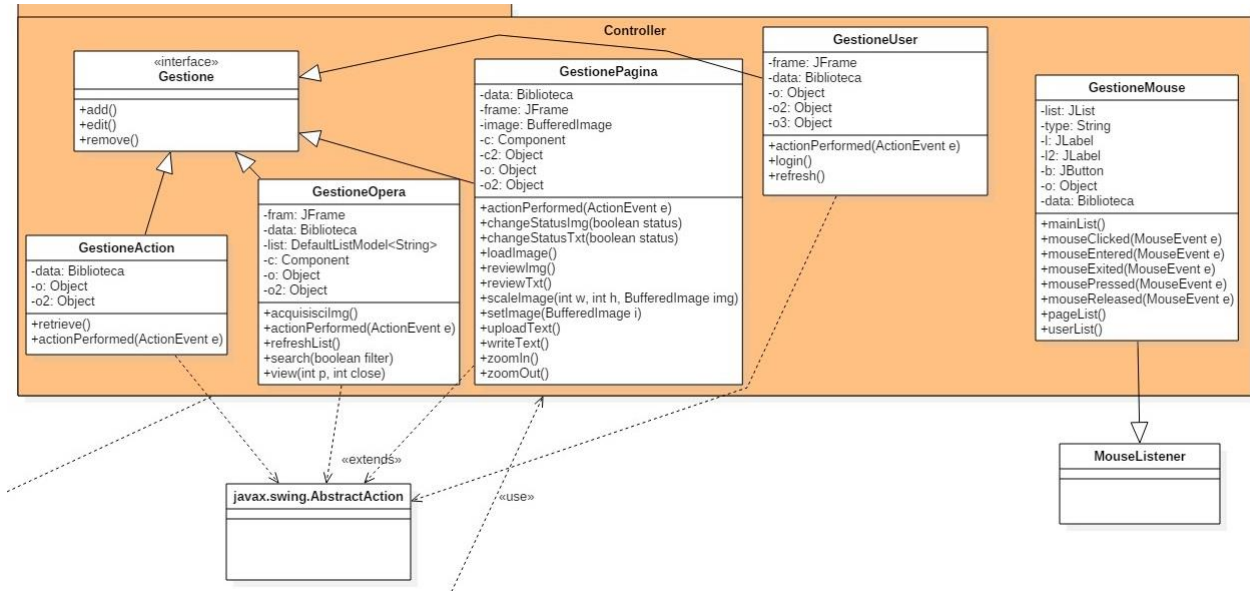 Controller
«interface»
Gestione
+add()
+edit()
+remove()
GestioneAction
-data: Biblioteca
-o: Object
-o2: Object
+retrieve()
+actionPerformed(ActionEvent e)
GestioneOpera
-fram: JFrame
-data: Biblioteca
-list: DefaultListModel<String>
-c: Component
-o: Object
-o2: Object
+acquisisciImg()
+actionPerformed(ActionEvent e)
+refreshList()
+search(boolean filter)
+view(int p, int close)
GestionePagina
-data: Biblioteca
-frame: JFrame
-image: BufferedImage
-c: Component
-c2: Object
-o: Object
-o2: Object
+actionPerformed(ActionEvent e)
+changeStatusImg(boolean status)
+changeStatusTxt(boolean status)
+loadImage()
+reviewImg()
+reviewTxt()
+scaleImage(int w, int h, BufferedImage img)
+setImage(BufferedImage i)
+uploadText()
+writeText()
+zoomIn()
+zoomOut()
GestioneUser
-frame: JFrame
-data: Biblioteca
-o: Object
-o2: Object
-o3: Object
+actionPerformed(ActionEvent e)
+login()
+refresh()
GestioneMouse
-list: JList
-type: String
-l: JLabel
-l2: JLabel
-b: JButton
-o: Object
-data: Biblioteca
+mainList()
+mouseClicked(MouseEvent e)
+mouseEntered(MouseEvent e)
+mouseExited(MouseEvent e)
+mousePressed(MouseEvent e)
+mouseReleased(MouseEvent e)
+pageList()
+userList()
«extends»
«use»
javax.swing.AbstractAction
MouseListener